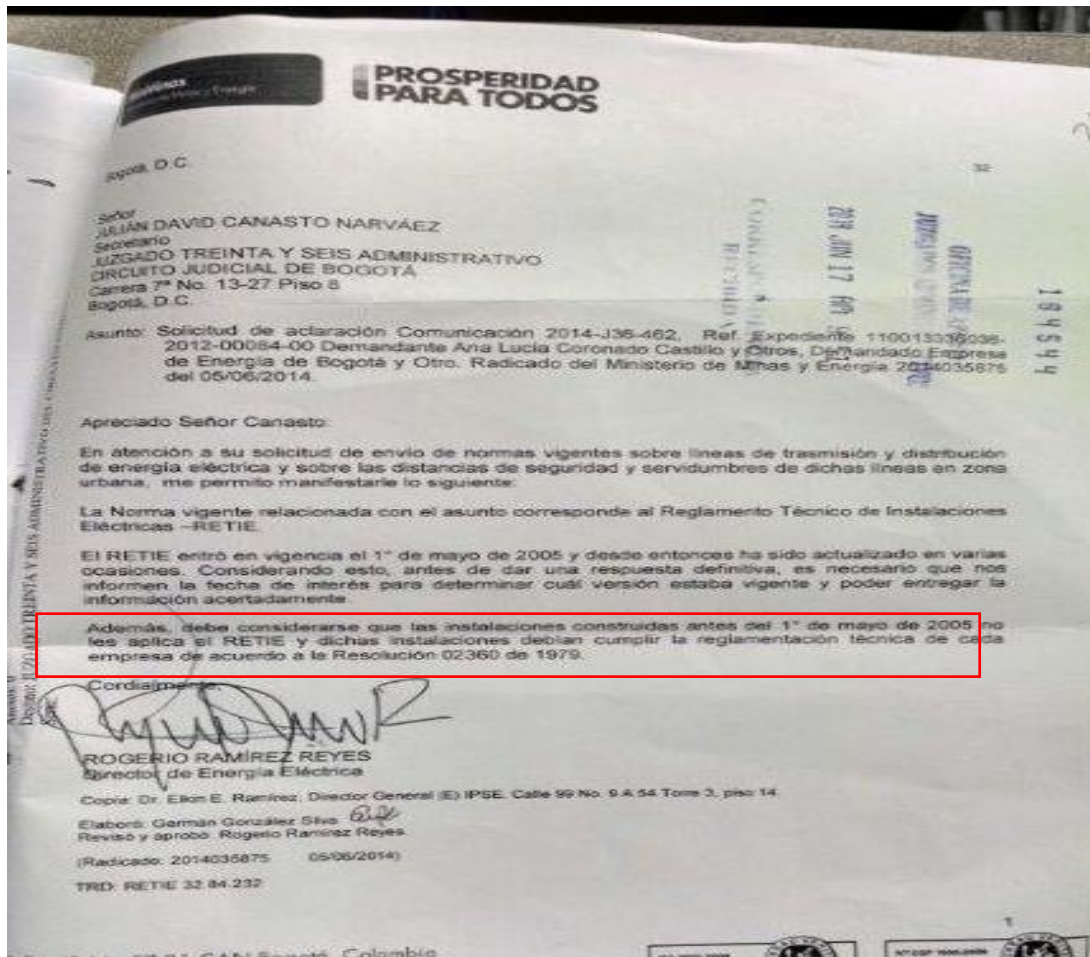 PROSPERIDAD
PARA TODOS
Bogotá, D.C.
32
Señor
JULIÁN DAVID CANASTO NARVÁEZ
Secretario
JUZGADO TREINTA Y SEIS ADMINISTRATIVO
CIRCUITO JUDICIAL DE BOGOTÁ
Carrera 7ª No. 13-27 Piso 8
Bogotá, D.C.
2014 JUN 17
OFICINA DE
184544
Asunto: Solicitud de aclaración Comunicación 2014-J36-462, Ref. Expediente 110013336036-
2012-00084-00 Demandante Ana Lucia Coronado Castillo y Otros, Demandado Empresa
de Energía de Bogotá y Otro. Radicado del Ministerio de Minas y Energía 2014035875
del 05/06/2014.
Apreciado Señor Canasto:
En atención a su solicitud de envío de normas vigentes sobre líneas de trasmisión y distribución
de energía eléctrica y sobre las distancias de seguridad y servidumbres de dichas líneas en zona
urbana, me permito manifestarle lo siguiente:
La Norma vigente relacionada con el asunto corresponde al Reglamento Técnico de Instalaciones
Eléctricas –RETIE.
El RETIE entró en vigencia el 1° de mayo de 2005 y desde entonces ha sido actualizado en varias
ocasiones. Considerando esto, antes de dar una respuesta definitiva, es necesario que nos
informen la fecha de interés para determinar cuál versión estaba vigente y poder entregar la
información acertadamente.
Además, debe considerarse que las instalaciones construidas antes del 1° de mayo de 2005 no
les aplica el RETIE y dichas instalaciones debían cumplir la reglamentación técnica de cada
empresa de acuerdo a la Resolución 02360 de 1979.
Cordialmente,
ROGERIO RAMÍREZ REYES
Director de Energía Eléctrica
Copia: Dr. Elkin E. Ramírez, Director General (E) IPSE. Calle 99 No. 9 A 54 Torre 3, piso 14
Elaboró: Germán González Silva
Revisó y aprobó: Rogerio Ramírez Reyes.
(Radicado: 2014035875 05/06/2014)
TRD: RETIE 32.84.232
1
CAN Bogotá, Colombia